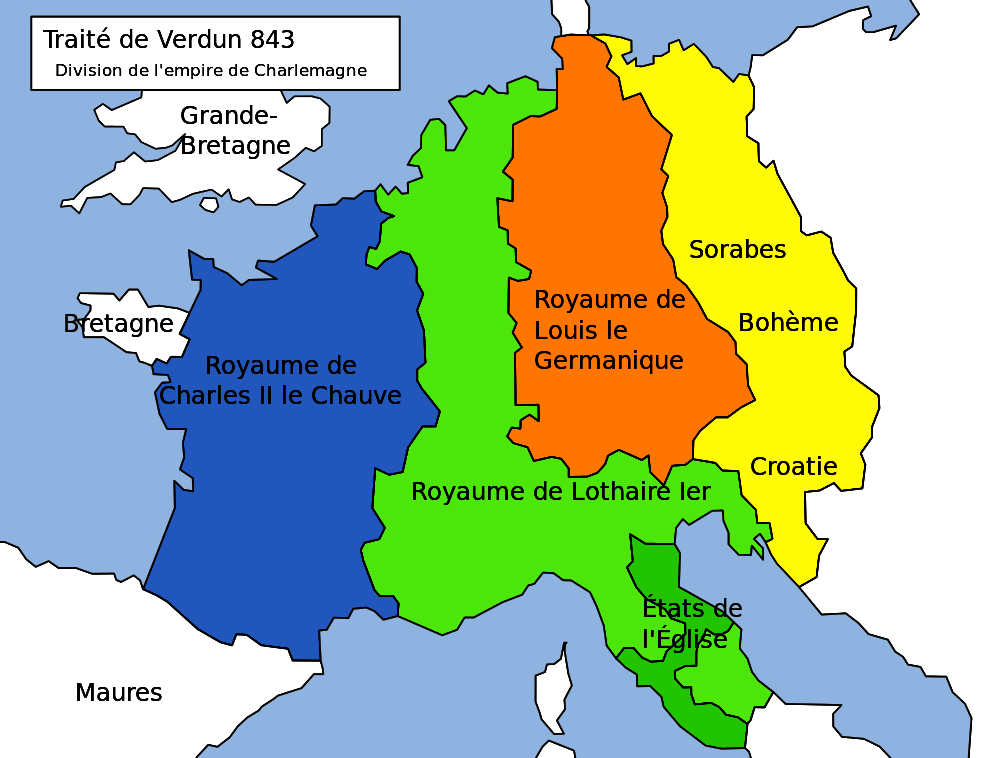 Traité de Verdun 843
Division de l'empire de Charlemagne
Grande-
Bretagne
Sorabes
Royaume de
Louis le
Germanique
Bohème
Bretagne
Royaume de
Charles II le Chauve
Croatie
Royaume de Lothaire Ier
États de
l'Église
Maures